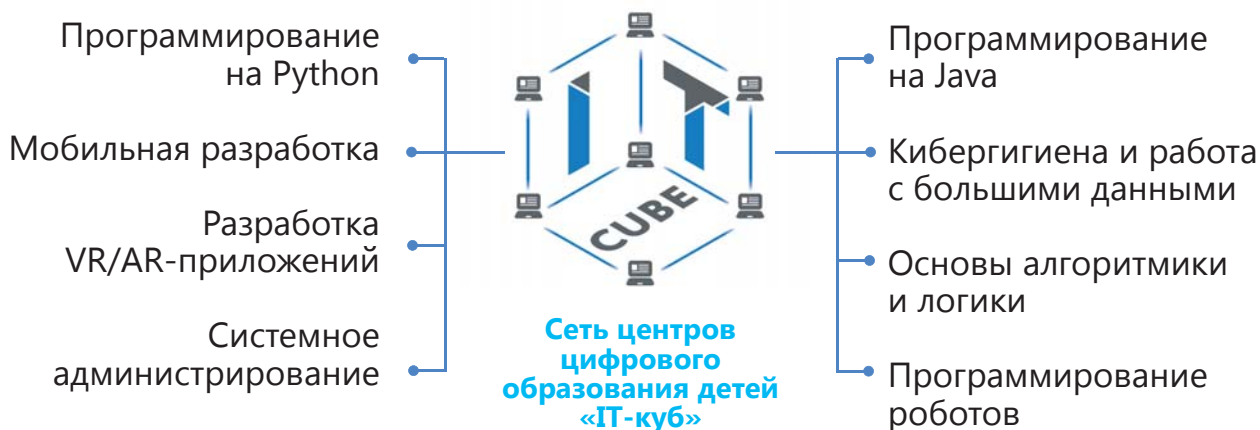 Программирование
на Python
Мобильная разработка
Разработка
VR/AR-приложений
Системное
администрирование
IT
CUBE
Сеть центров
цифрового
образования детей
«IT-куб»
Программирование
на Java
Кибергигиена и работа
с большими данными
Основы алгоритмики
и логики
Программирование
роботов